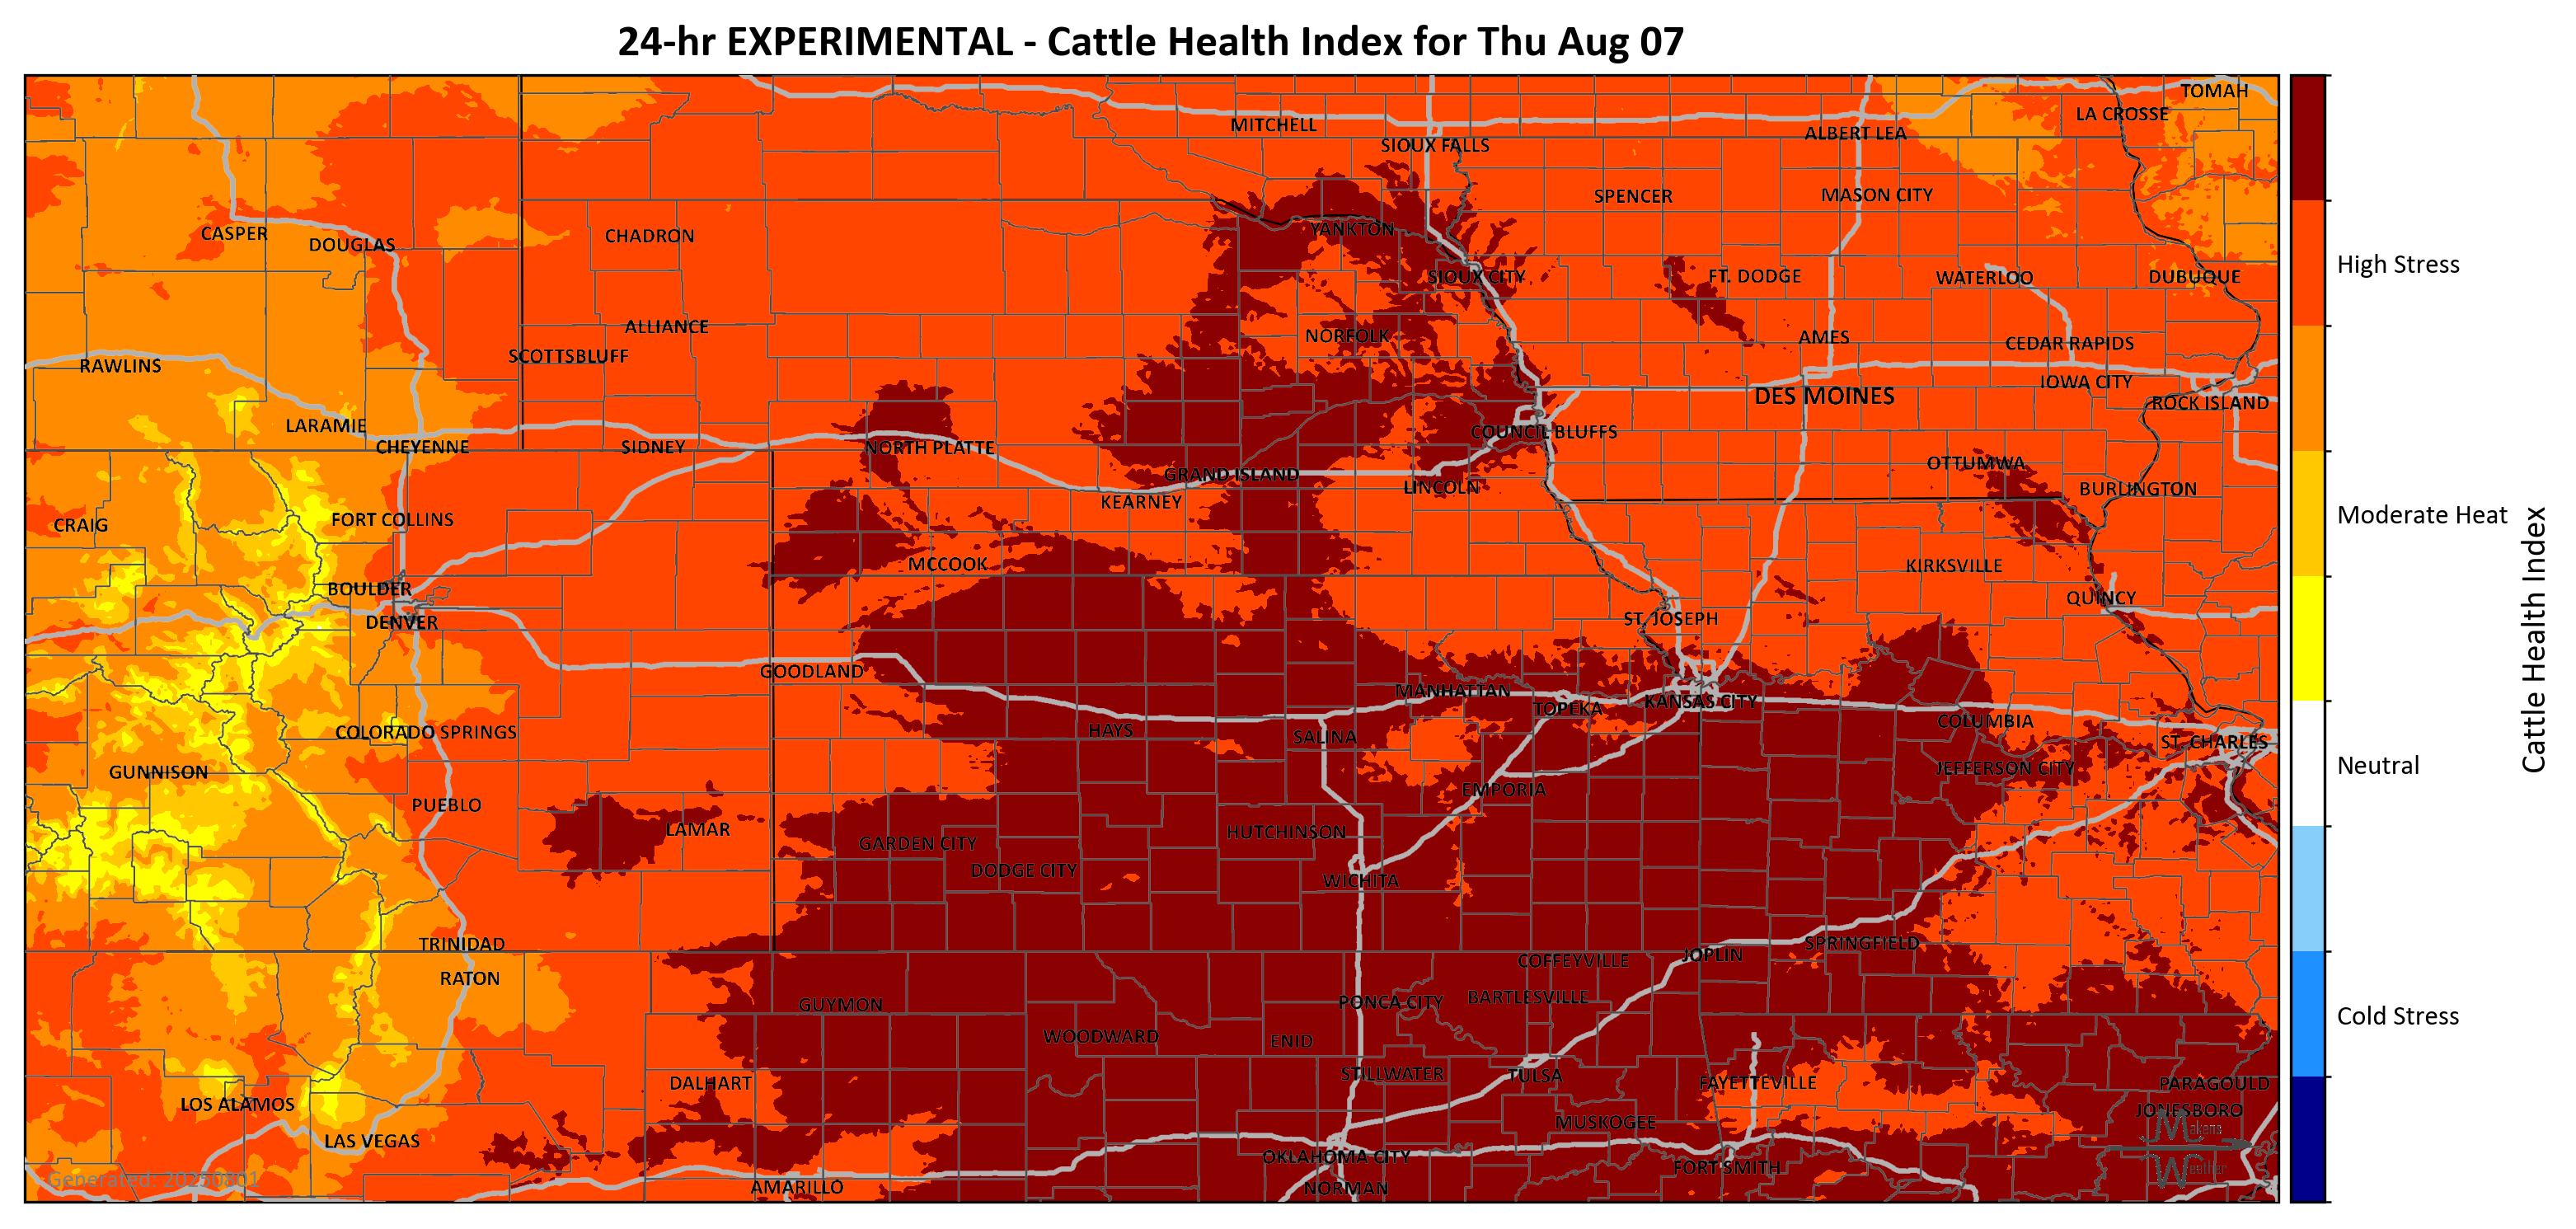 24-hr EXPERIMENTAL - Cattle Health Index for Thu Aug 07
TOMAH
LA CROSSE
MITCHELL
ALBERT LEA
SIOUX FALLS
SPENCER
MASON CITY
CASPER
DOUGLAS
CHADRON
YANKTON
SIOUX CITY
FT. DODGE
WATERLOO
DUBUQUE
ALLIANCE
NORFOLK
AMES
CEDAR RAPIDS
SCOTTSBLUFF
RAWLINS
IOWA CITY
DES MOINES
ROCK ISLAND
LARAMIE
CHEYENNE
SIDNEY
NORTH PLATTE
COUNCIL BLUFFS
GRAND ISLAND
LINCOLN
OTTUMWA
BURLINGTON
KEARNEY
CRAIG
FORT COLLINS
MCCOOK
KIRKSVILLE
BOULDER
QUINCY
DENVER
ST. JOSEPH
GOODLAND
MANHATTAN
TOPEKA
KANSAS CITY
COLUMBIA
COLORADO SPRINGS
HAYS
SALINA
ST. CHARLES
GUNNISON
JEFFERSON CITY
EMPORIA
PUEBLO
LAMAR
HUTCHINSON
GARDEN CITY
DODGE CITY
WICHITA
TRINIDAD
SPRINGFIELD
JOPLIN
COFFEYVILLE
RATON
GUYMON
PONCA CITY
BARTLESVILLE
WOODWARD
ENID
STILLWATER
TULSA
DALHART
FAYETTEVILLE
PARAGOULD
LOS ALAMOS
JONESBORO
MUSKOGEE
LAS VEGAS
OKLAHOMA CITY
FORT SMITH
AMARILLO
NORMAN
Generated: 20250801
Makens
Weather
High Stress
Moderate Heat
Neutral
Cold Stress
Cattle Health Index